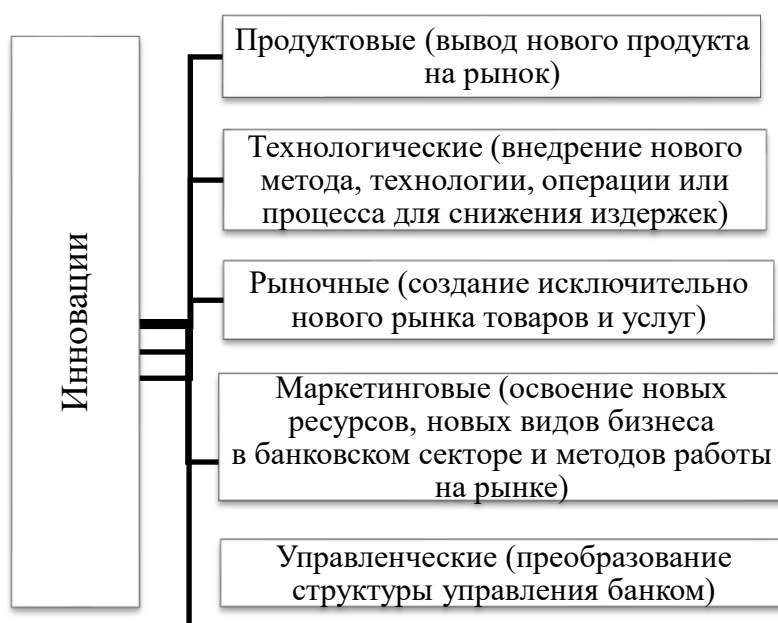 Инновации
Продуктовые (вывод нового продукта
на рынок)
Технологические (внедрение нового
метода, технологии, операции или
процесса для снижения издержек)
Рыночные (создание исключительно
нового рынка товаров и услуг)
Маркетинговые (освоение новых
ресурсов, новых видов бизнеса
в банковском секторе и методов работы
на рынке)
Управленческие (преобразование
структуры управления банком)